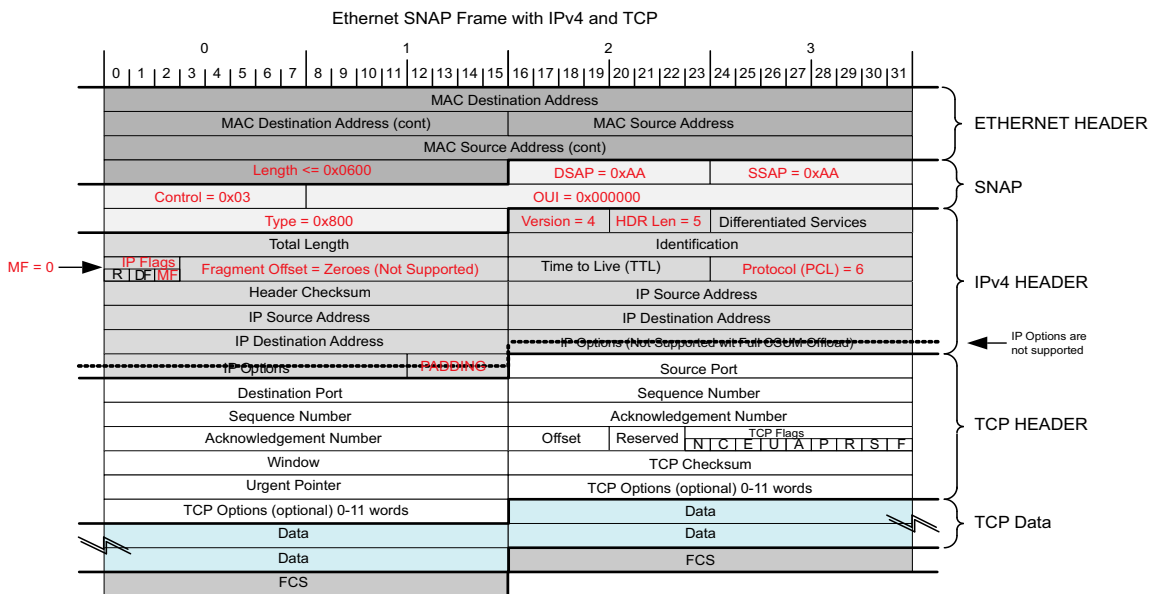 Ethernet SNAP Frame with IPv4 and TCP
0 1 2 3
0 1 2 3 4 5 6 7 8 9 10 11 12 13 14 15 16 17 18 19 20 21 22 23 24 25 26 27 28 29 30 31
MAC Destination Address
MAC Destination Address (cont) MAC Source Address
ETHERNET HEADER
MAC Source Address (cont)
Length <= 0x0600 DSAP = 0xAA SSAP = 0xAA
SNAP
Control = 0x03 OUI = 0x000000
Type = 0x800 Version = 4 HDR Len = 5 Differentiated Services
Total Length Identification
MF = 0
IP Flags
R DF MF
Fragment Offset = Zeroes (Not Supported) Time to Live (TTL) Protocol (PCL) = 6
IPv4 HEADER
Header Checksum IP Source Address
IP Source Address IP Destination Address
IP Destination Address IP Options (Not Supported wit Full CSUM Offload)
IP Options are
not supported
IP Options PADDING Source Port
Destination Port Sequence Number
Sequence Number Acknowledgement Number
TCP HEADER
Acknowledgement Number Offset Reserved TCP Flags
N C E U A P R S F
Window TCP Checksum
Urgent Pointer TCP Options (optional) 0-11 words
TCP Options (optional) 0-11 words Data
TCP Data
Data Data
Data FCS
FCS